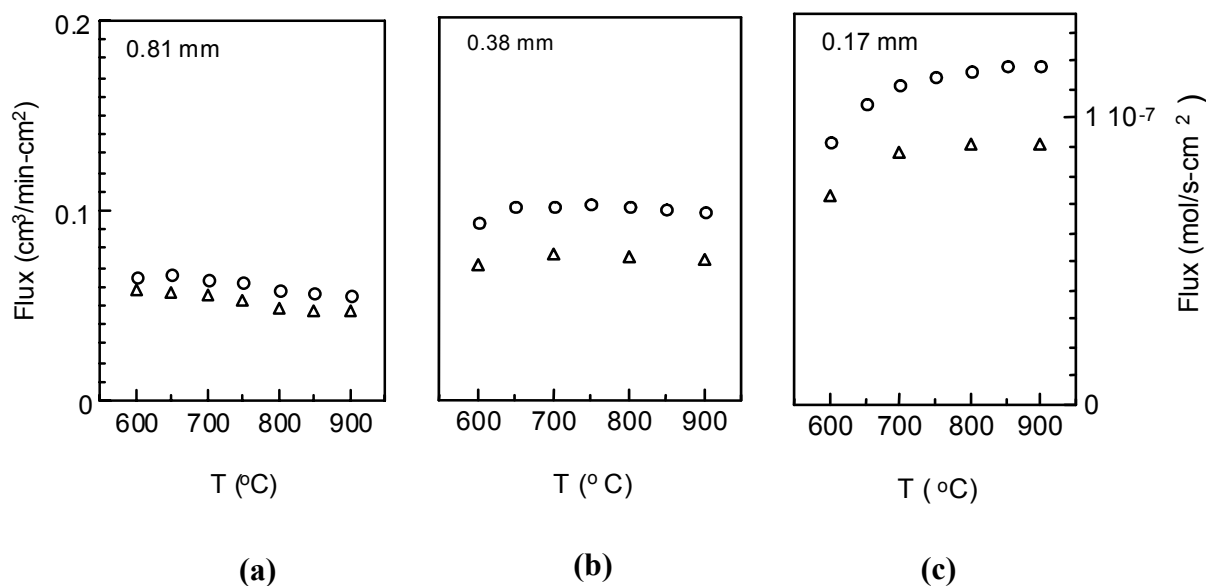 0.2
0.1
0
Flux (cm³/min-cm²)
0.81 mm
600 700 800 900
T (ºC)
(a)
0.38 mm
600 700 800 900
T (º C)
(b)
0.17 mm
600 700 800 900
T ( ºC)
(c)
1 10-7
0
Flux (mol/s-cm ²)